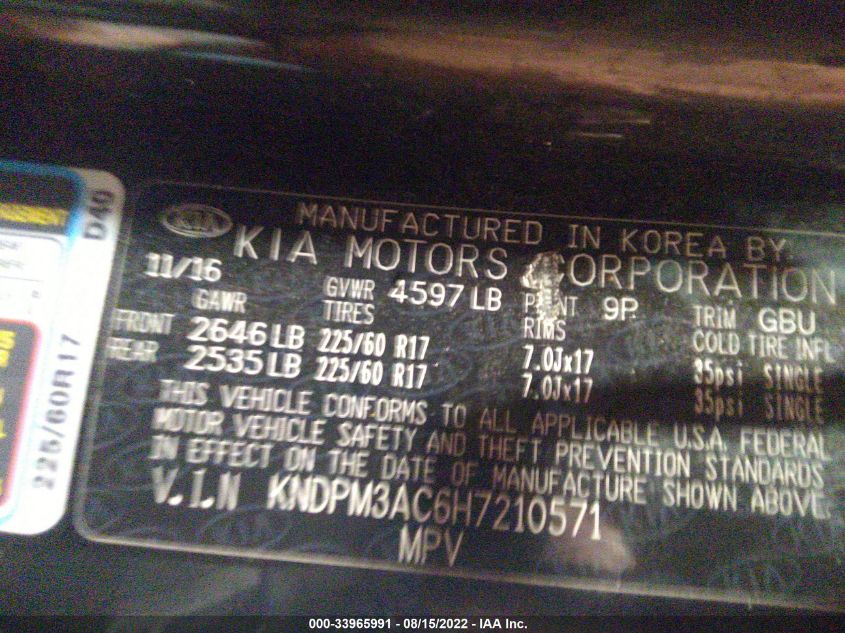 D40
225/60R17
KIA
MANUFACTURED IN KOREA BY:
KIA MOTORS CORPORATION
11/16
GAWR GVWR 4597 LB PAINT 9P TRIM GBU
TIRES RIMS COLD TIRE INFL
FRONT 2646 LB 225/60 R17 7.0Jx17 35psi SINGLE
REAR 2535 LB 225/60 R17 7.0Jx17 35psi SINGLE
THIS VEHICLE CONFORMS TO ALL APPLICABLE U.S.A. FEDERAL
MOTOR VEHICLE SAFETY AND THEFT PREVENTION STANDARDS
IN EFFECT ON THE DATE OF MANUFACTURE SHOWN ABOVE.
V.I.N KNDPM3AC6H7210571
MPV
000-33965991 - 08/15/2022 - IAA Inc.